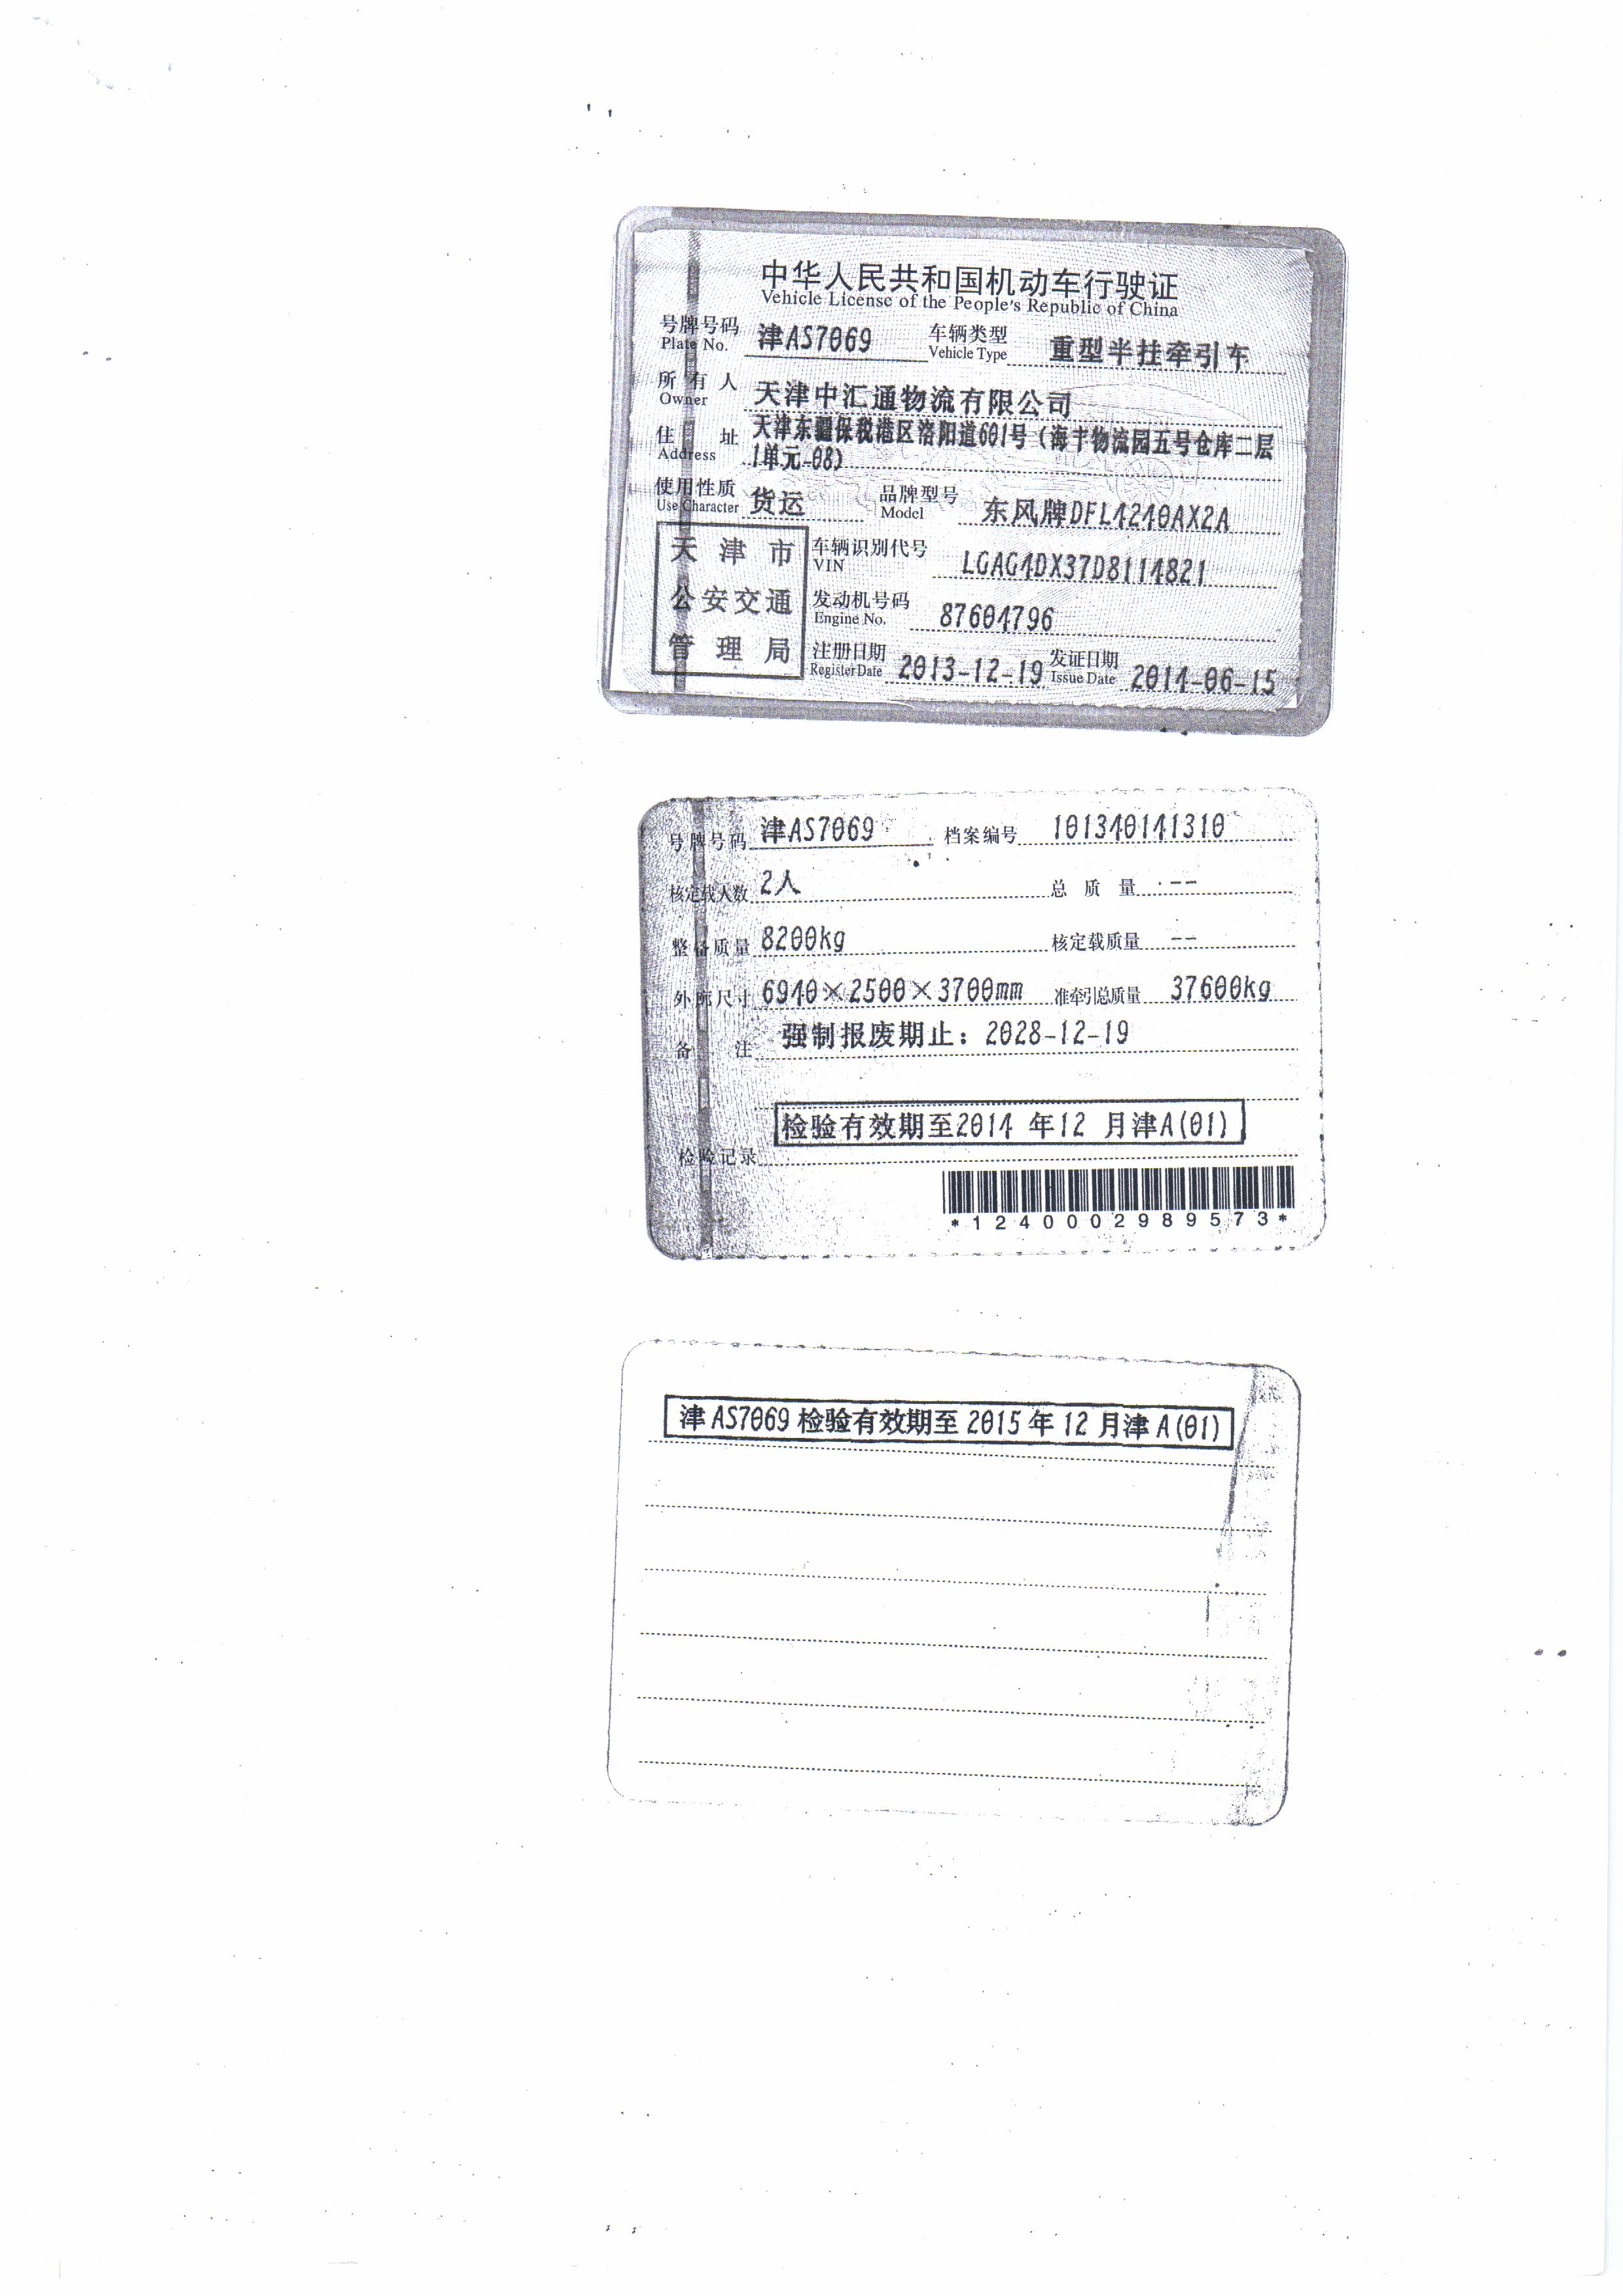 中华人民共和国机动车行驶证
Vehicle License of the People's Republic of China
号牌号码 津AS7069 车辆类型 重型半挂牵引车
Plate No. Vehicle Type
所有人 天津中汇通物流有限公司
Owner
住址 天津东疆保税港区洛阳道601号(海丰物流园五号仓库二层
Address 1单元-08)
使用性质 货运 品牌型号 东风牌DFL4240AX2A
Use Character Model
天津市
公安交通
管理局
车辆识别代号 LGAG4DX37D8114821
VIN
发动机号码 87604796
Engine No.
注册日期 2013-12-19 发证日期 2014-06-15
Register Date Issue Date
号牌号码 津AS7069 档案编号 101340141310
核定载人数 2人 总质量 --
整备质量 8200kg 核定载质量 --
外廓尺寸 6940×2500×3700mm 准牵引总质量 37600kg
备注 强制报废期止:2028-12-19
检验有效期至2014 年12 月津A(01)
检验记录
*1240002989573*
津AS7069检验有效期至2015年12月津A(01)